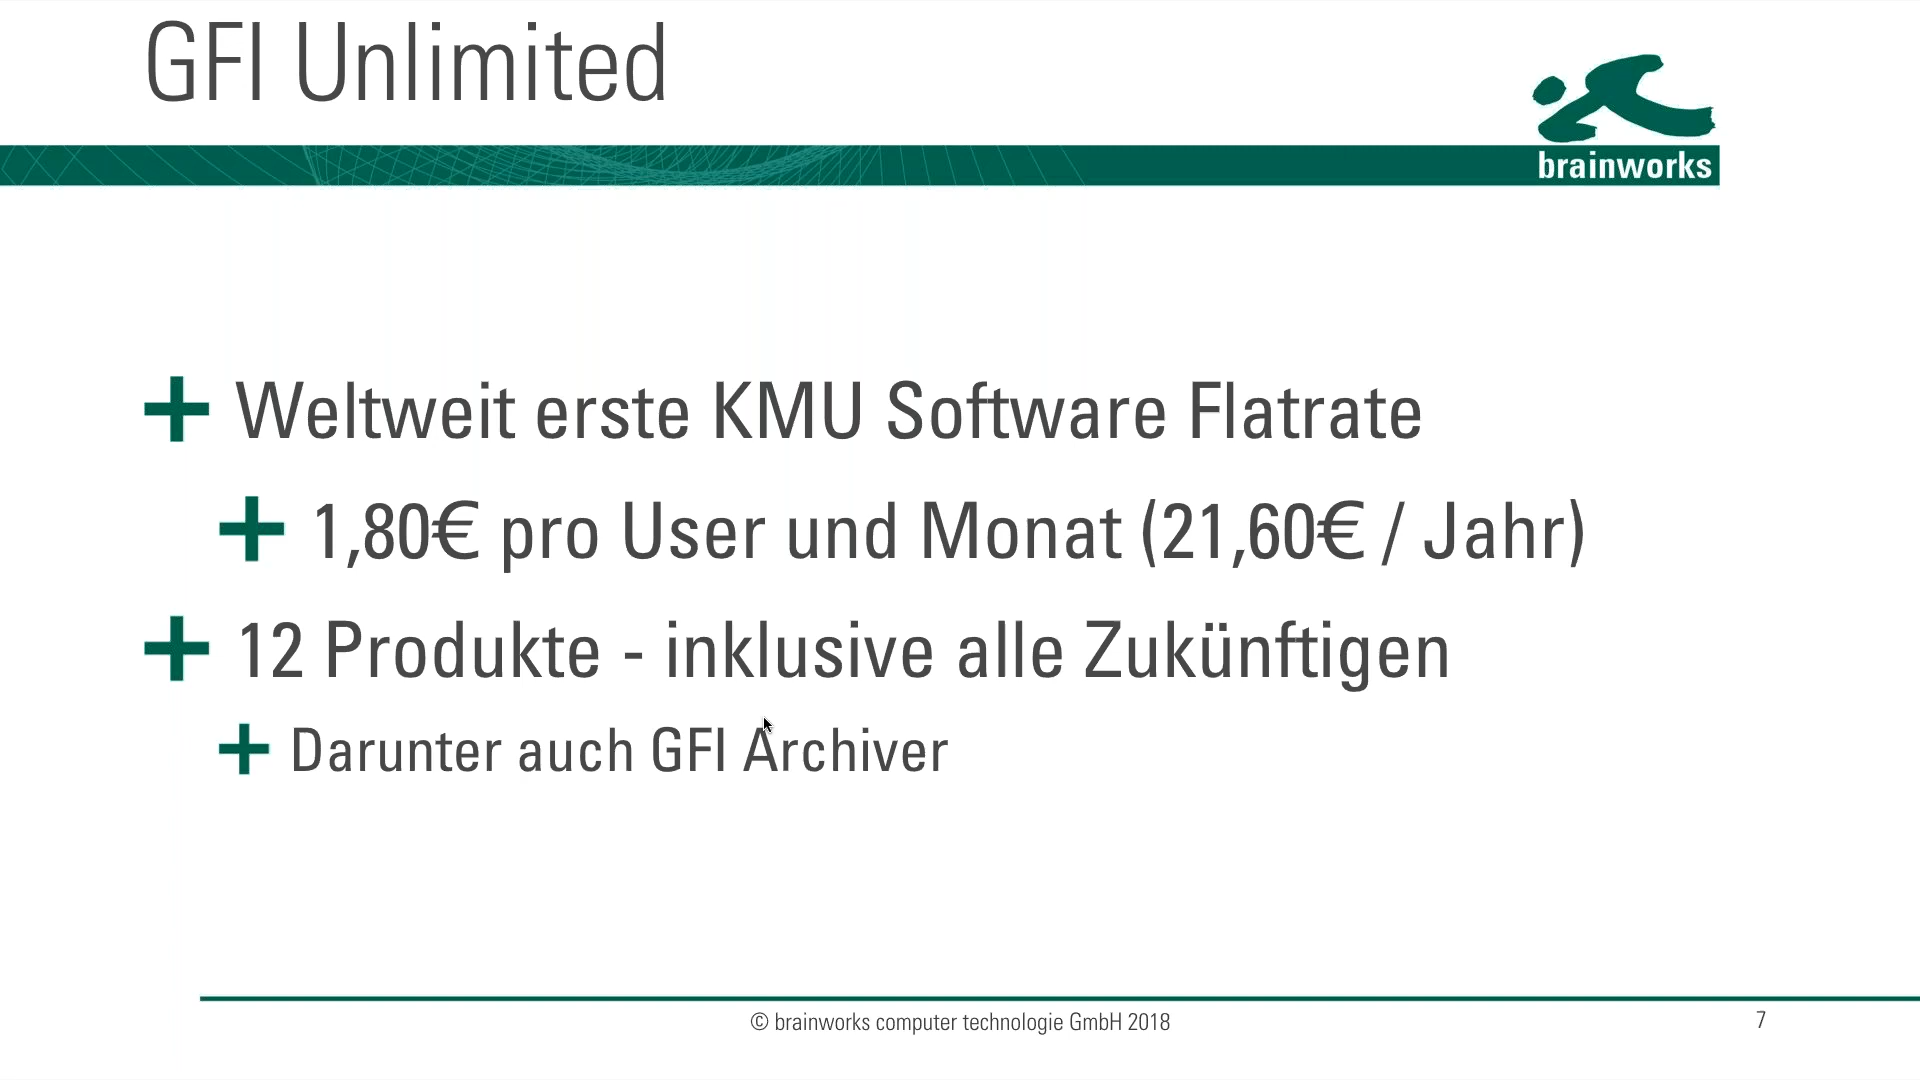 GFI Unlimited
brainworks
Weltweit erste KMU Software Flatrate
1,80€ pro User und Monat (21,60€ / Jahr)
12 Produkte - inklusive alle Zukünftigen
Darunter auch GFI Archiver
© brainworks computer technologie GmbH 2018
7